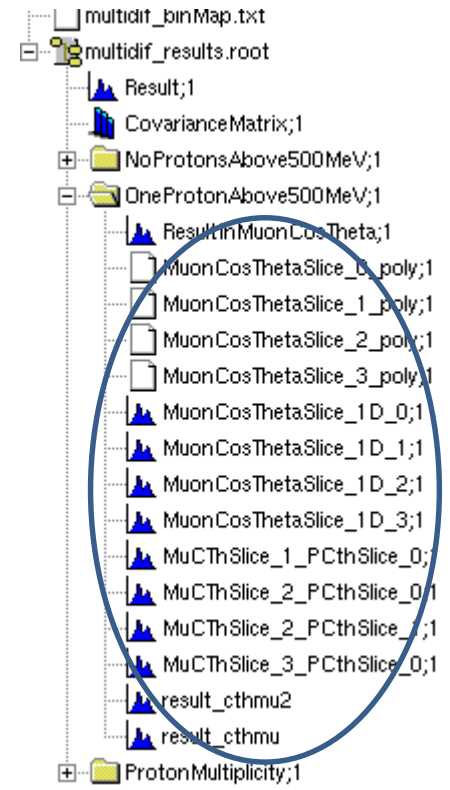 multidif_binMap.txt
multidif_results.root
Result;1
CovarianceMatrix;1
NoProtonsAbove500MeV;1
OneProtonAbove500MeV;1
ResultInMuonCosTheta;1
MuonCosThetaSlice_0_poly;1
MuonCosThetaSlice_1_poly;1
MuonCosThetaSlice_2_poly;1
MuonCosThetaSlice_3_poly;1
MuonCosThetaSlice_1D_0;1
MuonCosThetaSlice_1D_1;1
MuonCosThetaSlice_1D_2;1
MuonCosThetaSlice_1D_3;1
MuCThSlice_1_PCthSlice_0;1
MuCThSlice_2_PCthSlice_0;1
MuCThSlice_2_PCthSlice_1;1
MuCThSlice_3_PCthSlice_0;1
result_cthmu2
result_cthmu
ProtonMultiplicity;1